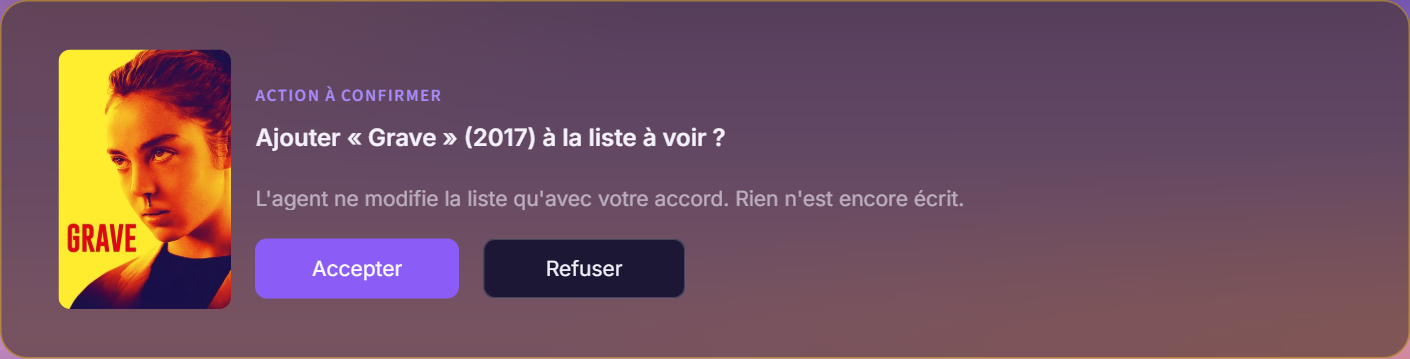 ACTION À CONFIRMER
Ajouter « Grave » (2017) à la liste à voir ?
L'agent ne modifie la liste qu'avec votre accord. Rien n'est encore écrit.
GRAVE
Accepter
Refuser